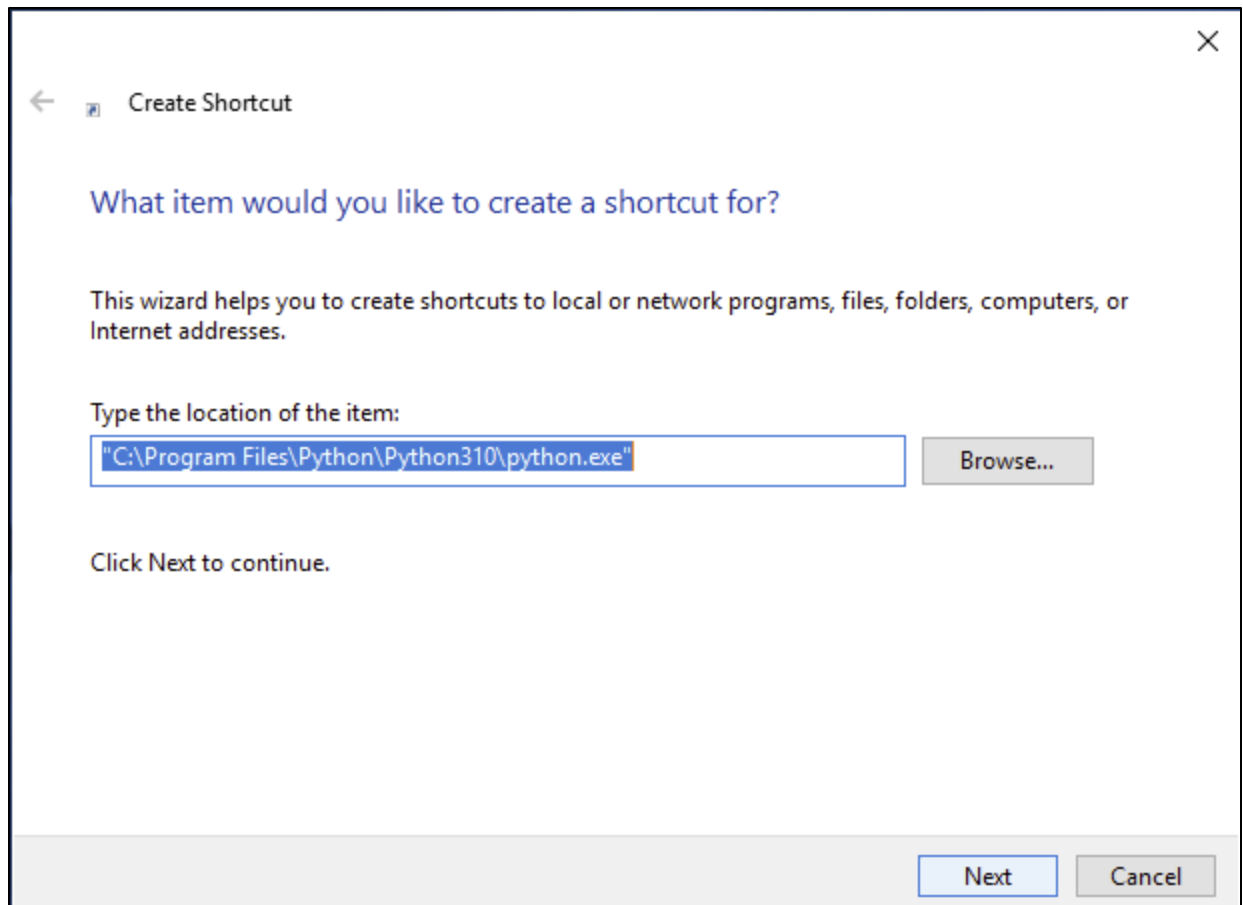 Create Shortcut
What item would you like to create a shortcut for?
This wizard helps you to create shortcuts to local or network programs, files, folders, computers, or
Internet addresses.
Type the location of the item:
"C:\Program Files\Python\Python310\python.exe"
Browse...
Click Next to continue.
Next
Cancel